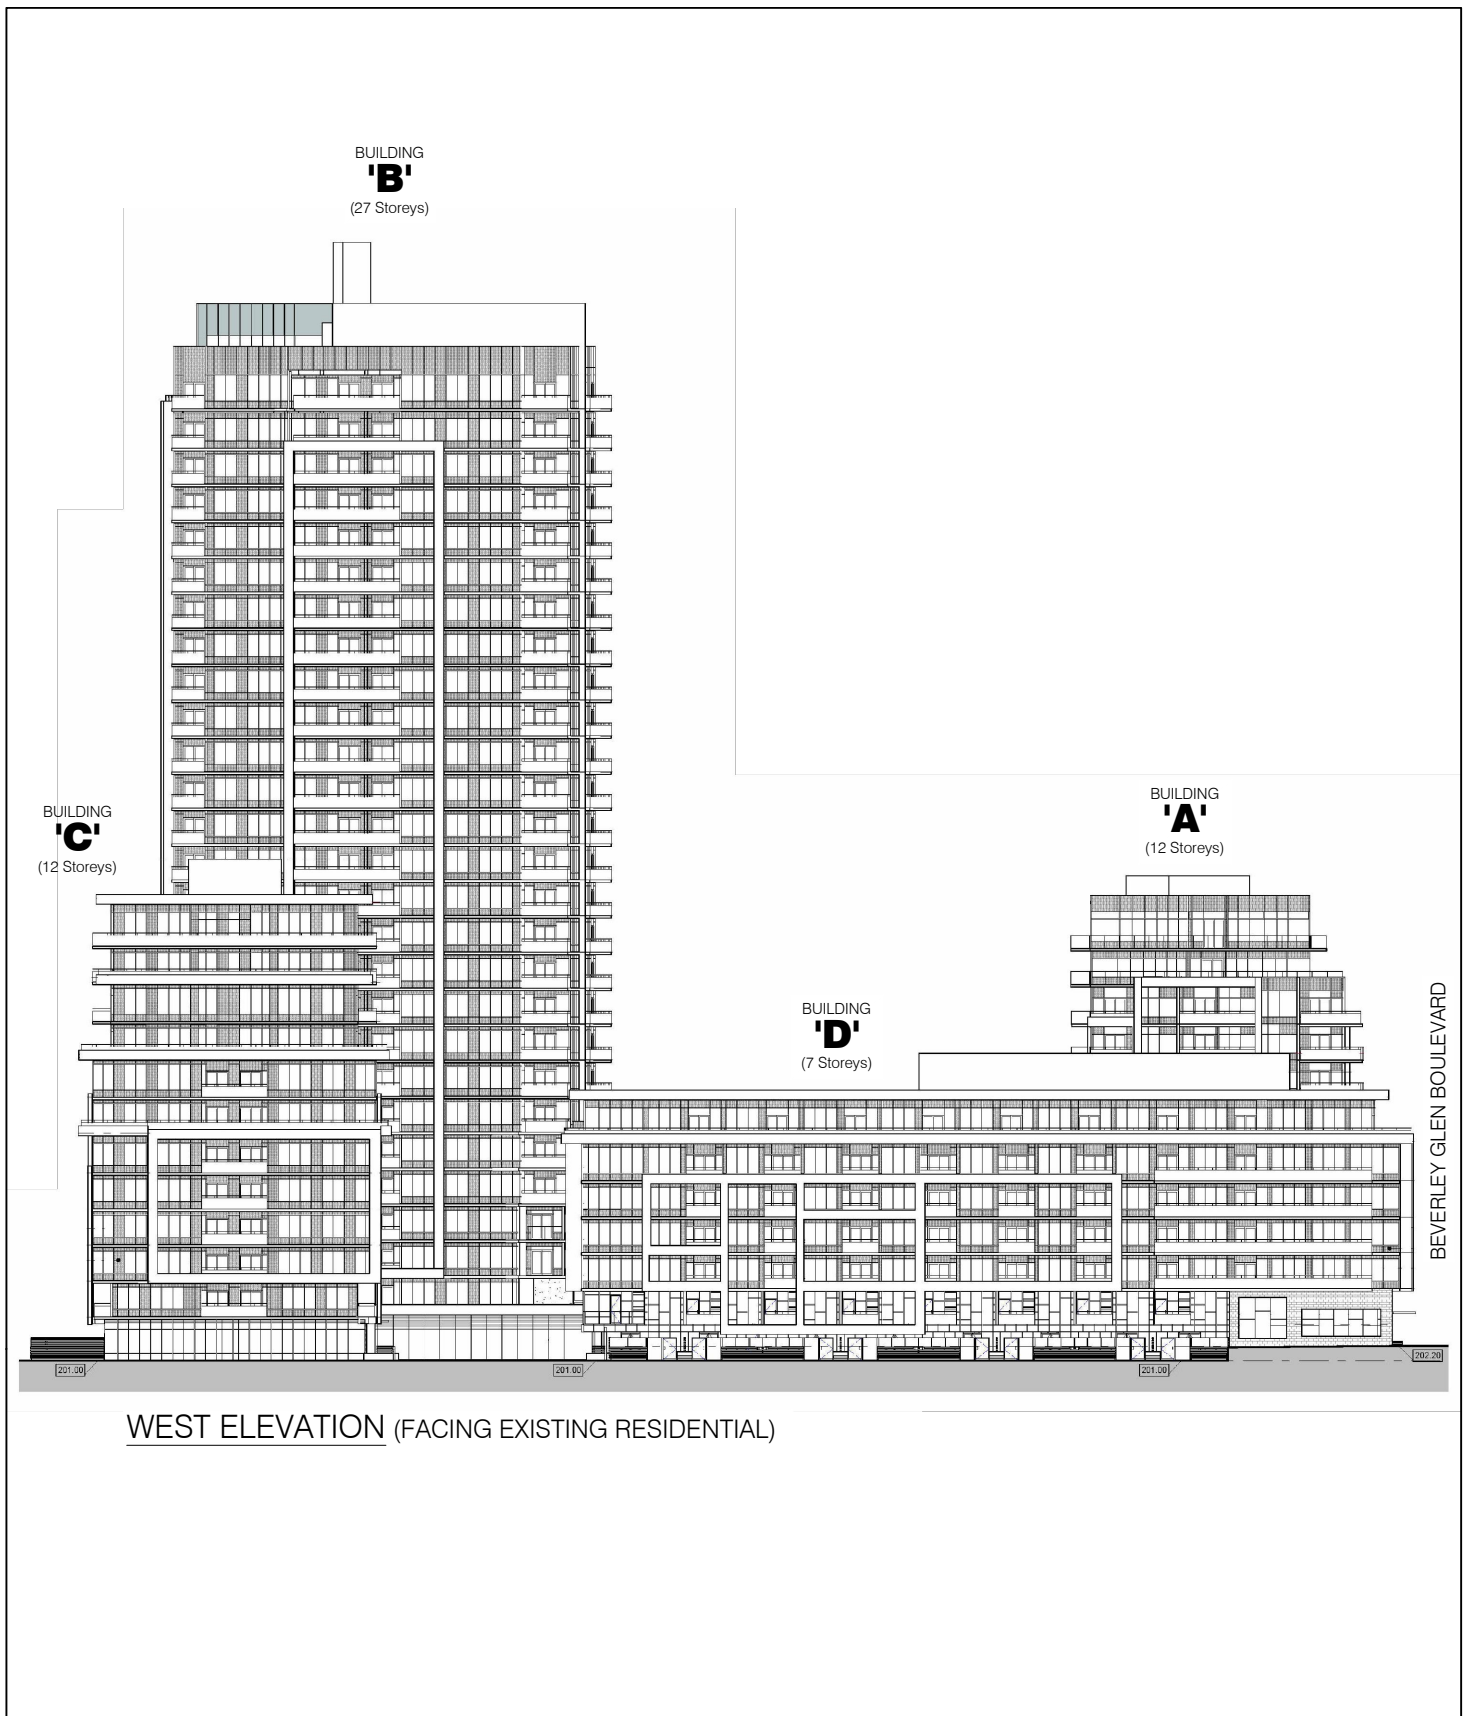 BUILDING
'B'
(27 Storeys)
BUILDING
'C'
(12 Storeys)
BUILDING
'A'
(12 Storeys)
BUILDING
'D'
(7 Storeys)
BEVERLEY GLEN BOULEVARD
201.00
201.00
201.00
202.20
WEST ELEVATION (FACING EXISTING RESIDENTIAL)